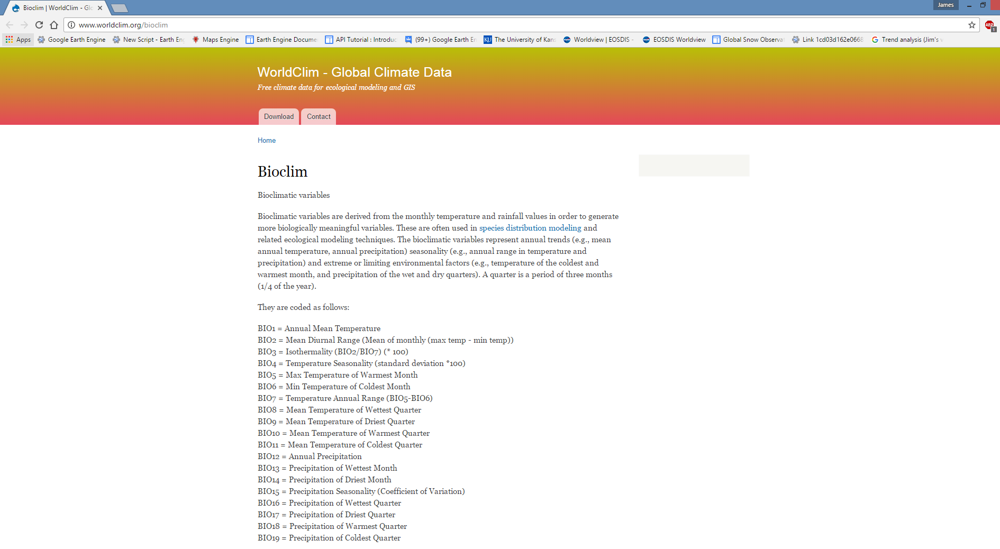 Bioclim | WorldClim - Glo
James
www.worldclim.org/bioclim
ABP
1
Apps
Google Earth Engine
New Script - Earth Eng
Maps Engine
Earth Engine Docume
API Tutorial : Introduc
(99+) Google Earth En
KU The University of Kans
Worldview | EOSDIS -
EOSDIS Worldview
Global Snow Observa
Link 1cd03d162e0668
Trend analysis (Jim's v
WorldClim - Global Climate Data
Free climate data for ecological modeling and GIS
Download
Contact
Home
Bioclim
Bioclimatic variables
Bioclimatic variables are derived from the monthly temperature and rainfall values in order to generate
more biologically meaningful variables. These are often used in species distribution modeling and
related ecological modeling techniques. The bioclimatic variables represent annual trends (e.g., mean
annual temperature, annual precipitation) seasonality (e.g., annual range in temperature and
precipitation) and extreme or limiting environmental factors (e.g., temperature of the coldest and
warmest month, and precipitation of the wet and dry quarters). A quarter is a period of three months
(1/4 of the year).
They are coded as follows:
BIO1 = Annual Mean Temperature
BIO2 = Mean Diurnal Range (Mean of monthly (max temp - min temp))
BIO3 = Isothermality (BIO2/BIO7) (* 100)
BIO4 = Temperature Seasonality (standard deviation *100)
BIO5 = Max Temperature of Warmest Month
BIO6 = Min Temperature of Coldest Month
BIO7 = Temperature Annual Range (BIO5-BIO6)
BIO8 = Mean Temperature of Wettest Quarter
BIO9 = Mean Temperature of Driest Quarter
BIO10 = Mean Temperature of Warmest Quarter
BIO11 = Mean Temperature of Coldest Quarter
BIO12 = Annual Precipitation
BIO13 = Precipitation of Wettest Month
BIO14 = Precipitation of Driest Month
BIO15 = Precipitation Seasonality (Coefficient of Variation)
BIO16 = Precipitation of Wettest Quarter
BIO17 = Precipitation of Driest Quarter
BIO18 = Precipitation of Warmest Quarter
BIO19 = Precipitation of Coldest Quarter